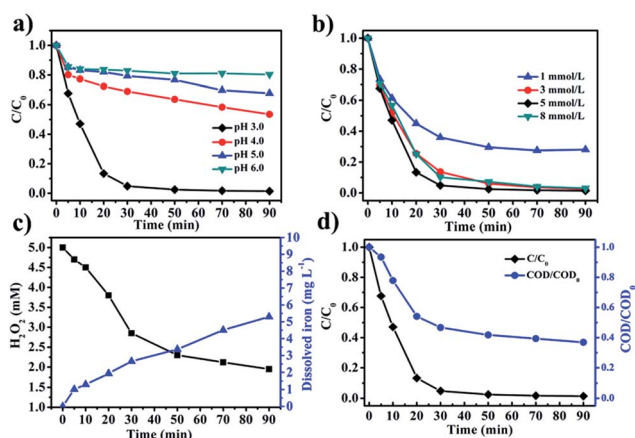 a)
1.0
0.8
0.6
0.4
0.2
0.0
C/C0
pH 3.0
pH 4.0
pH 5.0
pH 6.0
0 10 20 30 40 50 60 70 80 90
Time (min)
b)
1.0
0.8
0.6
0.4
0.2
0.0
C/C0
1 mmol/L
3 mmol/L
5 mmol/L
8 mmol/L
0 10 20 30 40 50 60 70 80 90
Time (min)
c)
5.0
4.5
4.0
3.5
3.0
2.5
2.0
1.5
1.0
H2O2 (mM)
10
9
8
7
6
5
4
3
2
1
0
Dissolved iron (mg L-1)
0 10 20 30 40 50 60 70 80 90
Time (min)
d)
1.0
0.8
0.6
0.4
0.2
0.0
C/C0
C/C0
COD/COD0
1.0
0.8
0.6
0.4
0.2
0.0
COD/COD0
0 10 20 30 40 50 60 70 80 90
Time (min)